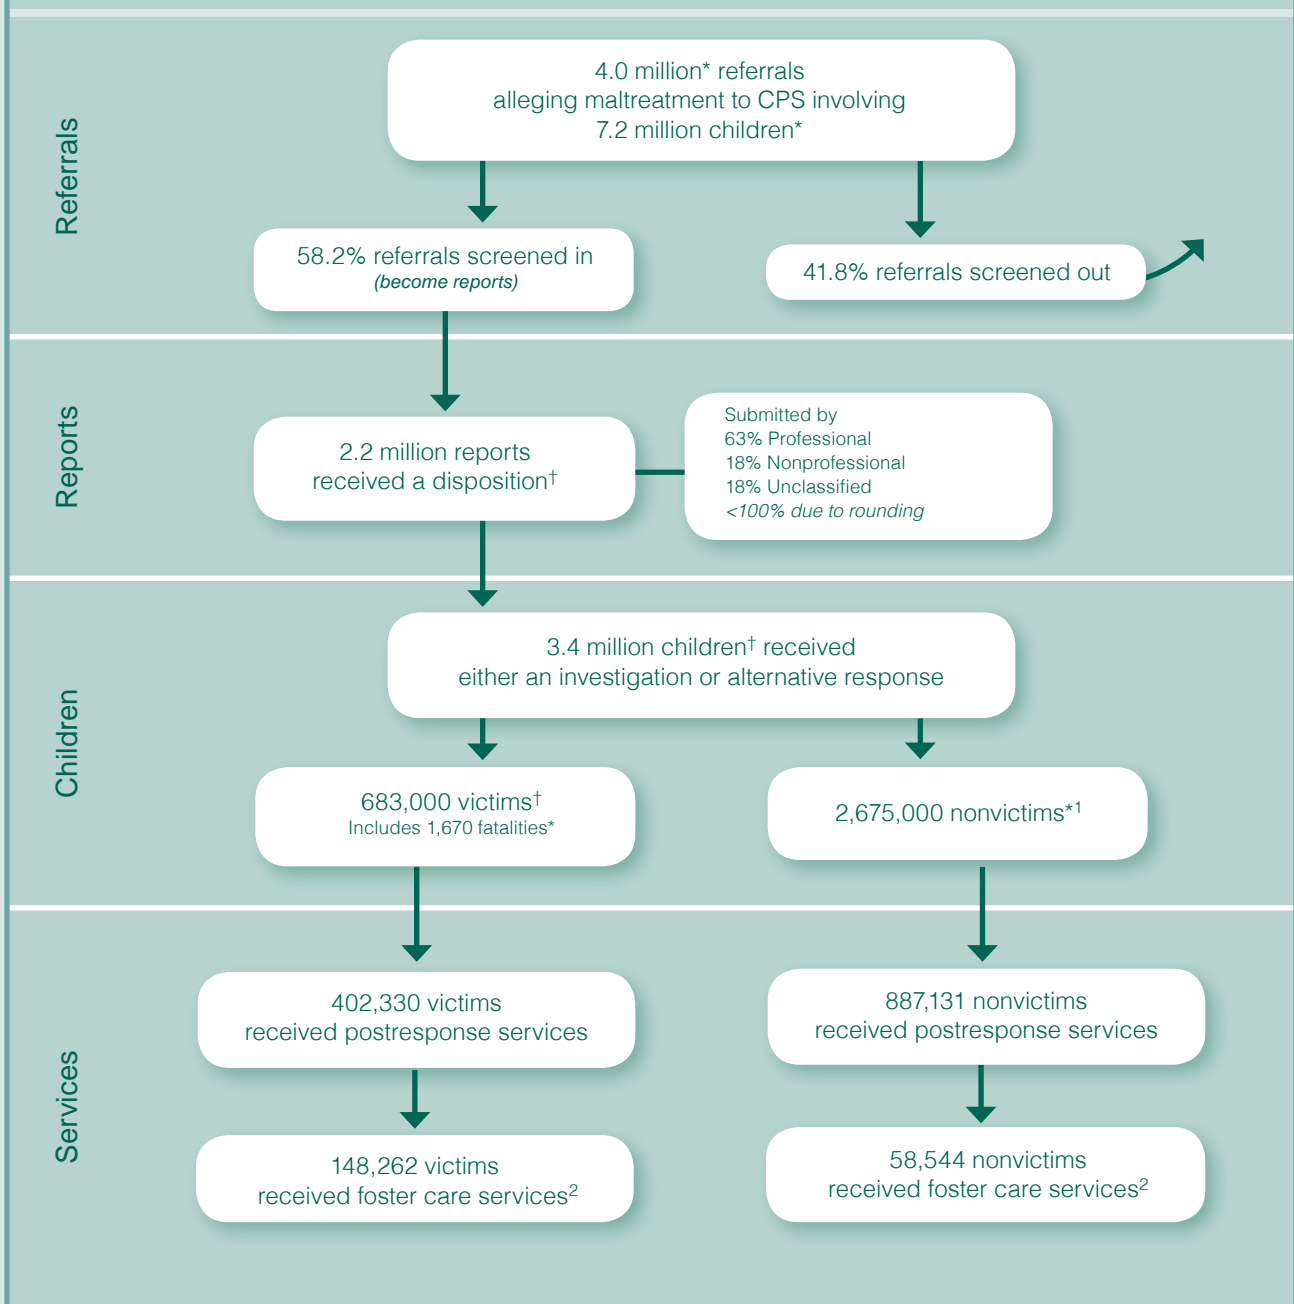 Referrals
4.0 million* referrals
alleging maltreatment to CPS involving
7.2 million children*
58.2% referrals screened in
(become reports)
41.8% referrals screened out
Reports
2.2 million reports
received a disposition†
Submitted by
63% Professional
18% Nonprofessional
18% Unclassified
<100% due to rounding
Children
3.4 million children† received
either an investigation or alternative response
683,000 victims†
Includes 1,670 fatalities*
2,675,000 nonvictims*1
Services
402,330 victims
received postresponse services
887,131 nonvictims
received postresponse services
148,262 victims
received foster care services2
58,544 nonvictims
received foster care services2